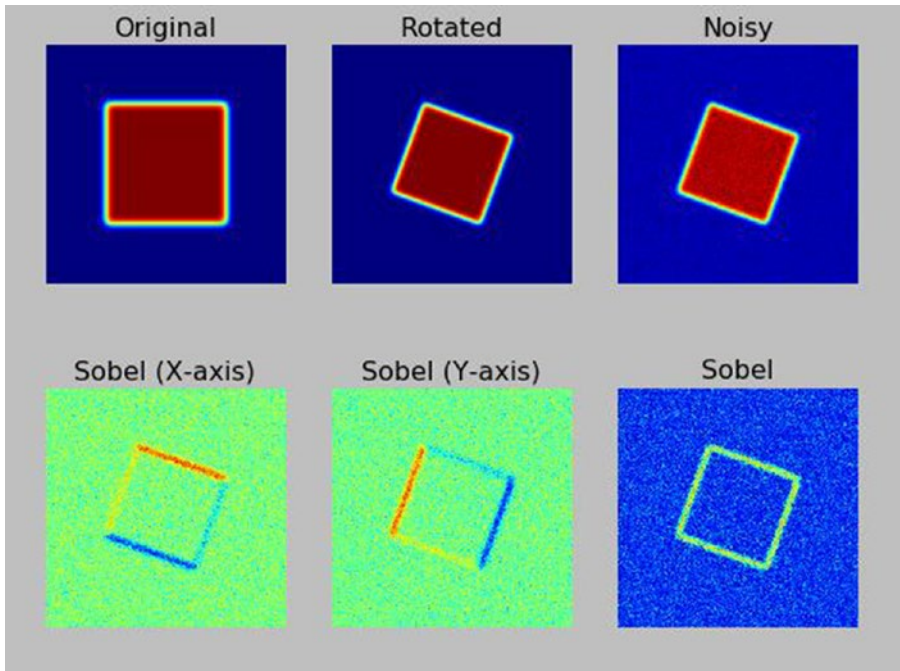 Original
Rotated
Noisy
Sobel (X-axis)
Sobel (Y-axis)
Sobel